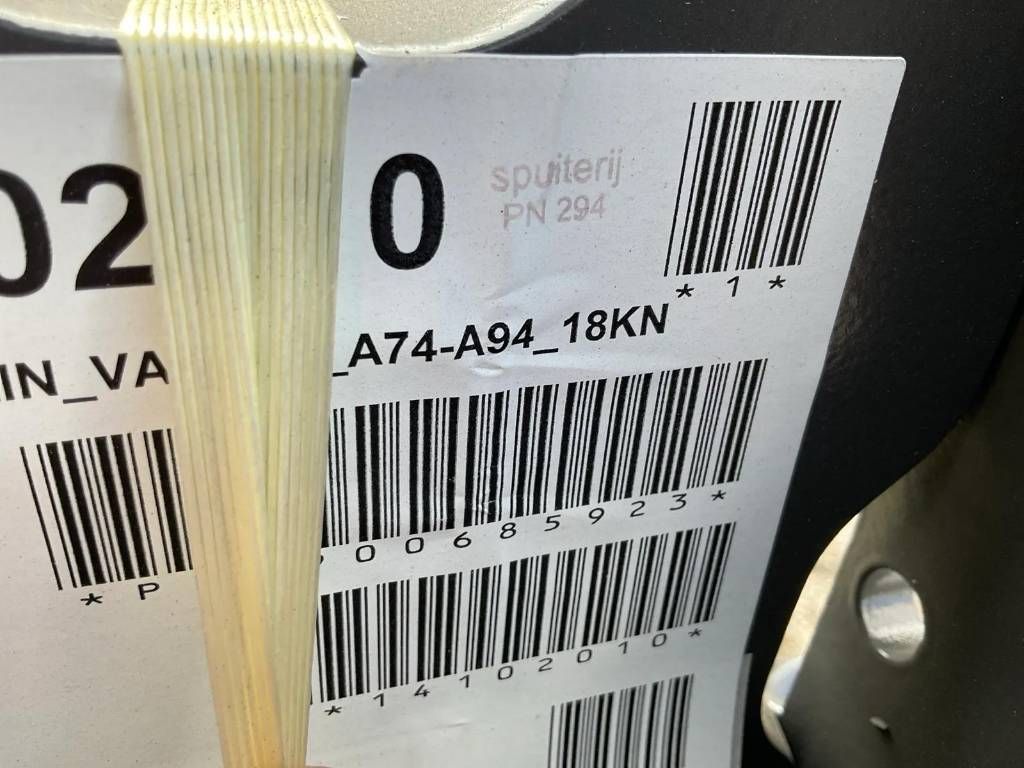 02 0
spuiterij
PN 294
*1*
IN_VA _A74-A94_18KN
*P 00685923*
*14102010*